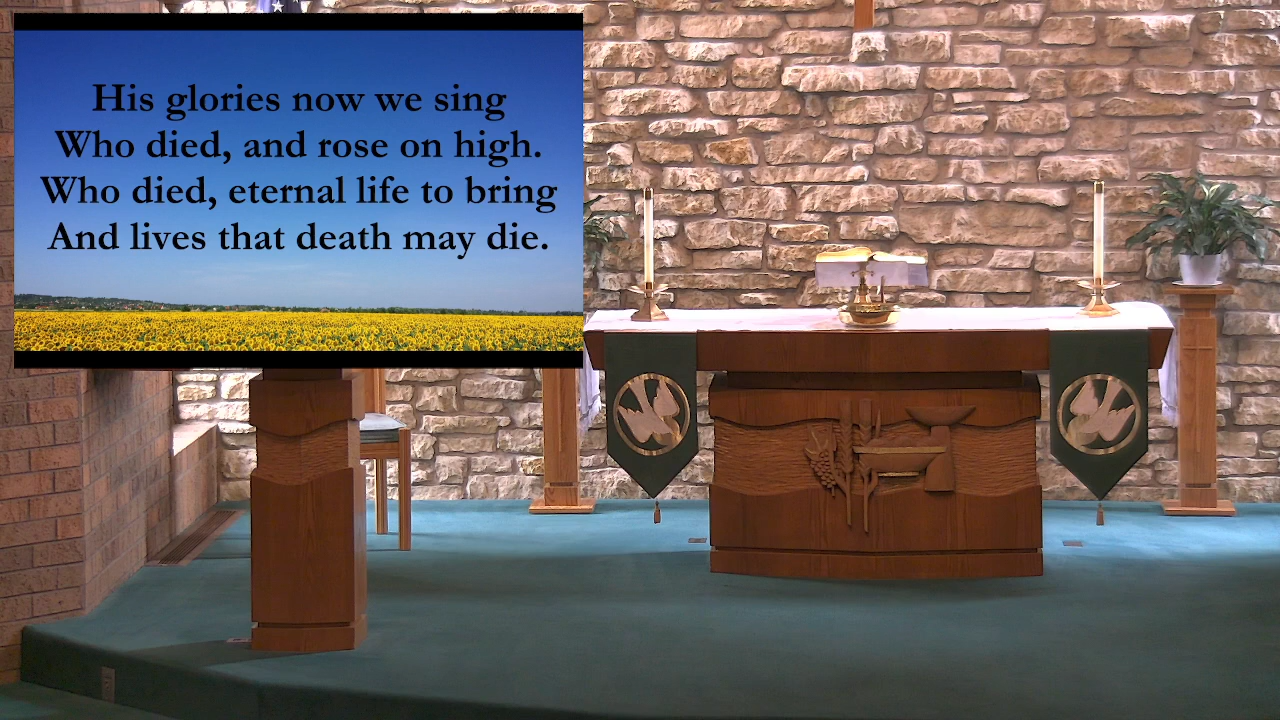 His glories now we sing
Who died, and rose on high.
Who died, eternal life to bring
And lives that death may die.